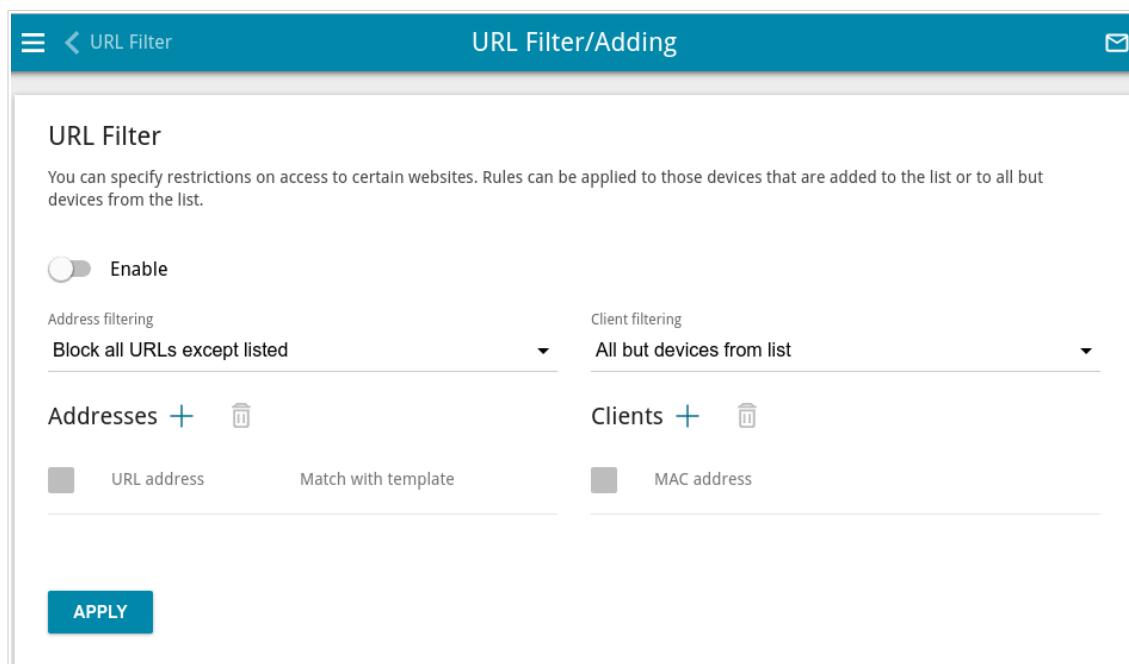 URL Filter
URL Filter/Adding
URL Filter
You can specify restrictions on access to certain websites. Rules can be applied to those devices that are added to the list or to all but
devices from the list.
Enable
Address filtering
Block all URLs except listed
Client filtering
All but devices from list
Addresses
Clients
URL address Match with template
MAC address
APPLY